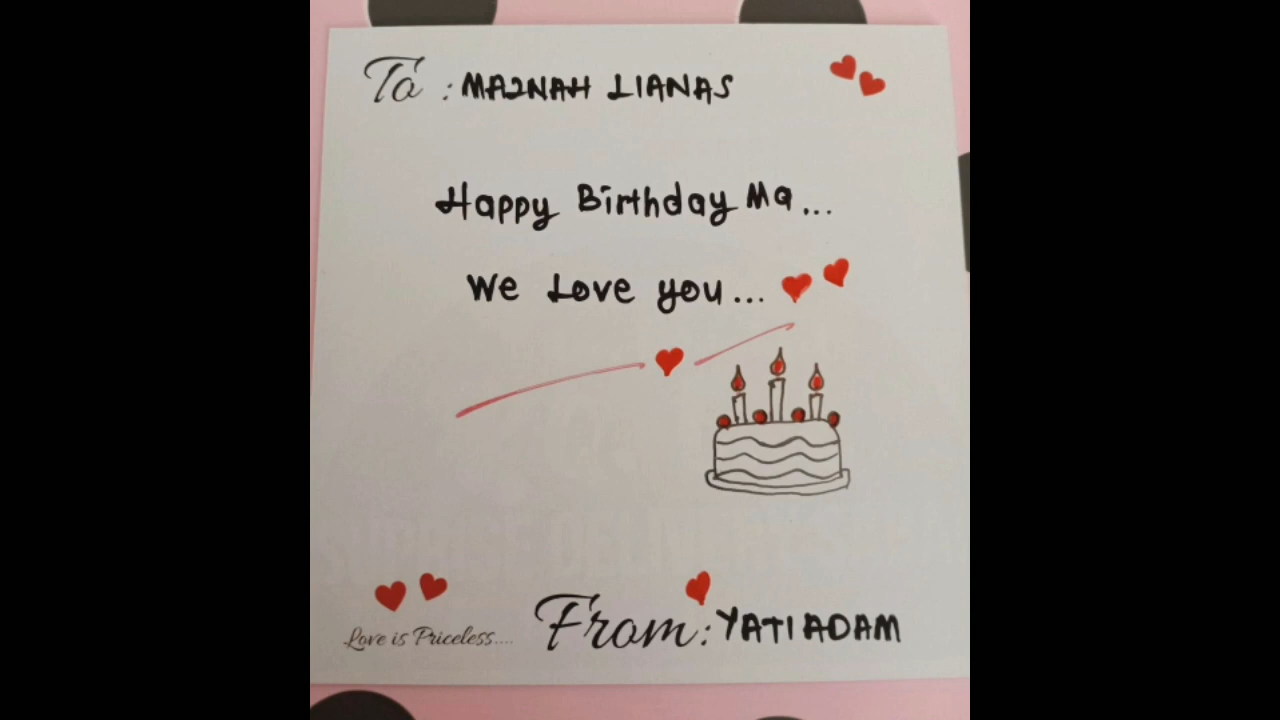 To : MAINAH LIANAS
Happy Birthday Ma...
We Love you...
Love is Priceless....
From: YATI ADAM